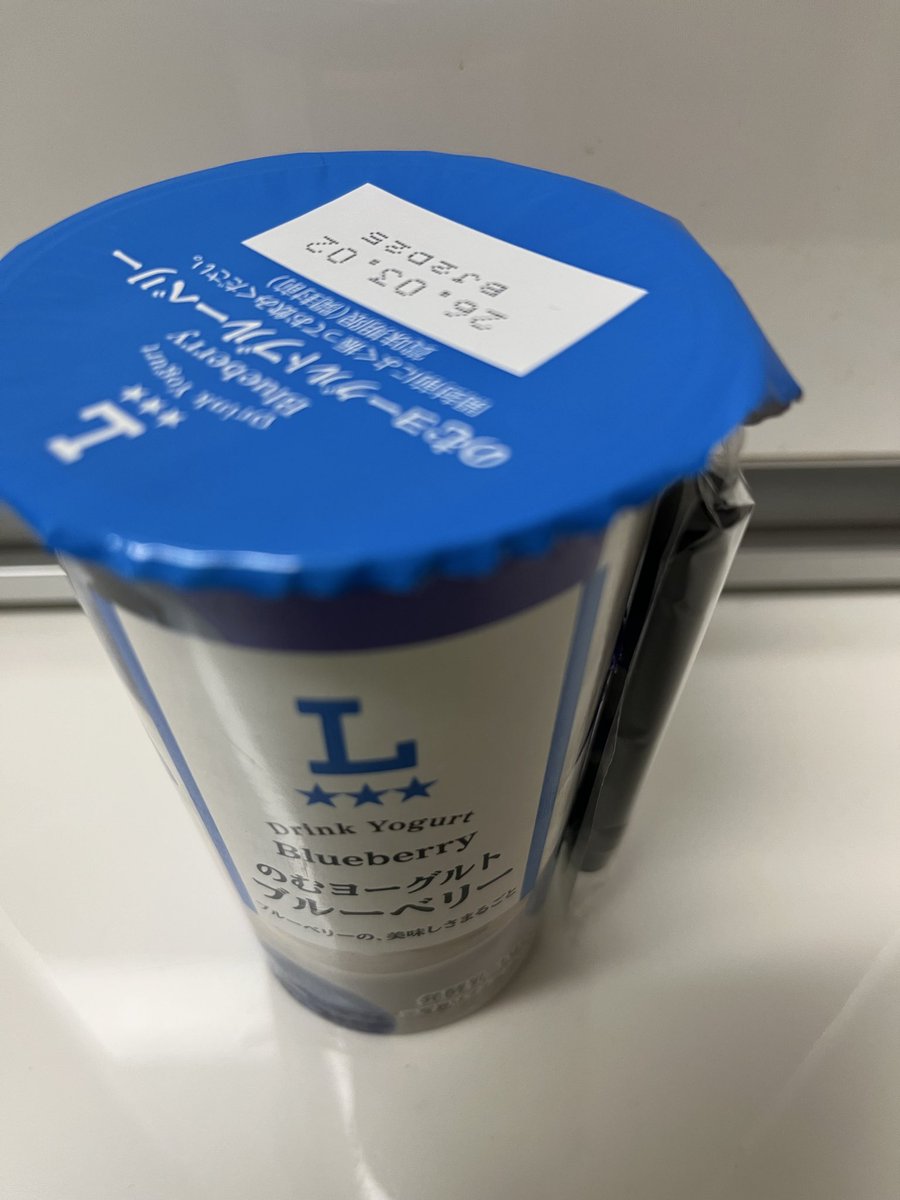 26.03.02
BJ2D25
賞味期限(開封前)
開封前によく振ってお飲みください。
のむヨーグルトブルーベリー
Blueberry
Drink Yogurt
L
L
Drink Yogurt
Blueberry
のむヨーグルト
ブルーベリー
ブルーベリーの、美味しさまるごと